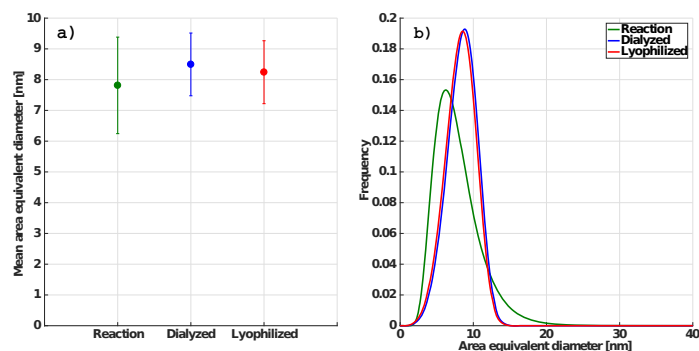 a)
Mean area equivalent diameter [nm]
10
9
8
7
6
5
4
3
2
1
0
Reaction Dialyzed Lyophilized
b)
Reaction
Dialyzed
Lyophilized
Frequency
0.2
0.18
0.16
0.14
0.12
0.1
0.08
0.06
0.04
0.02
0
0 10 20 30 40
Area equivalent diameter [nm]